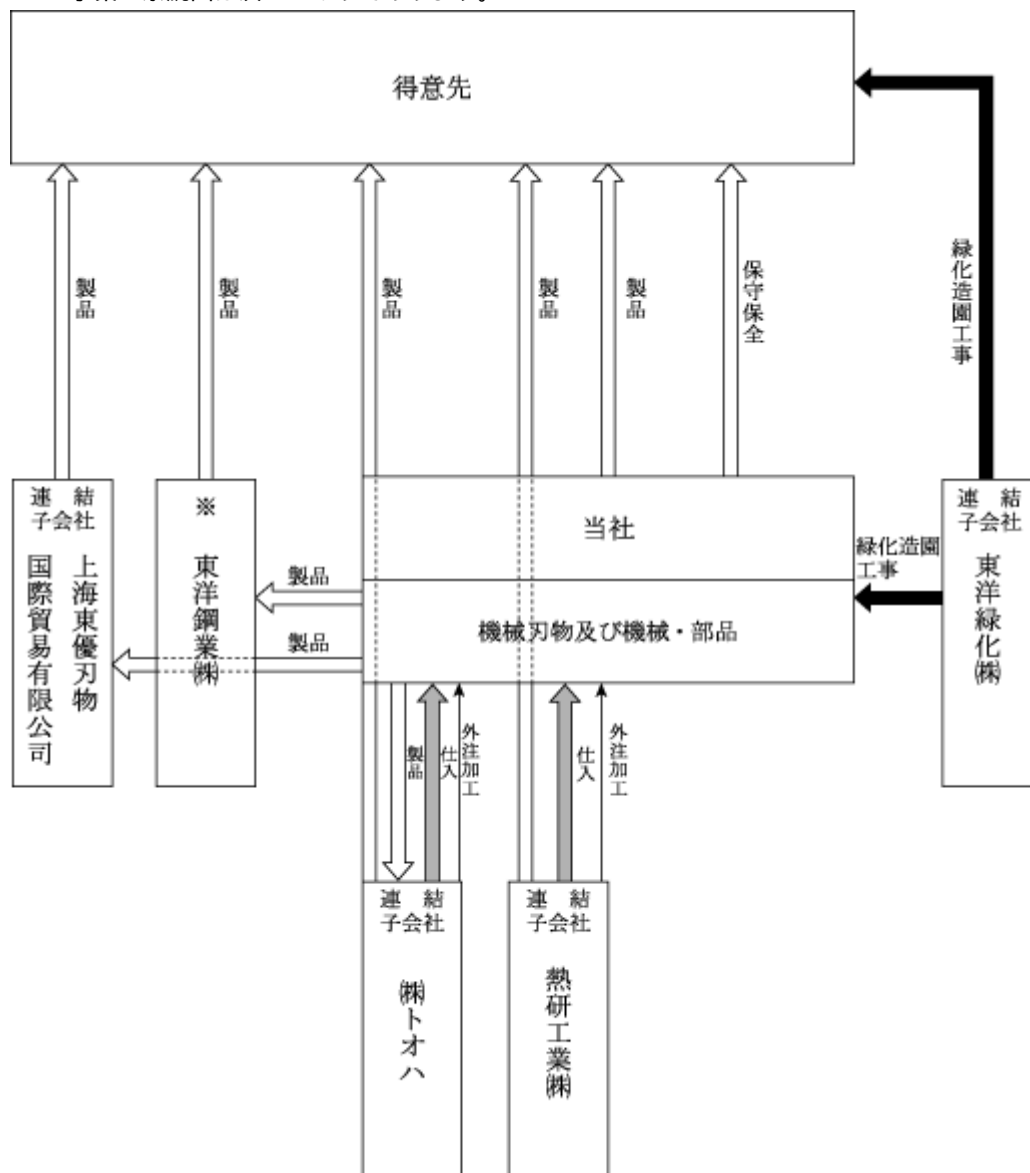 得意先
製品
製品
製品
製品
製品
保守保全
緑化造園工事
連結
子会社
上海東優刃物
国際貿易有限公司
※
東洋鋼業㈱
製品
製品
当社
機械刃物及び機械・部品
緑化造園
工事
連結
子会社
東洋緑化㈱
製品
仕入
外注加工
仕入
外注加工
連結
子会社
㈱トオハ
連結
子会社
熱研工業㈱